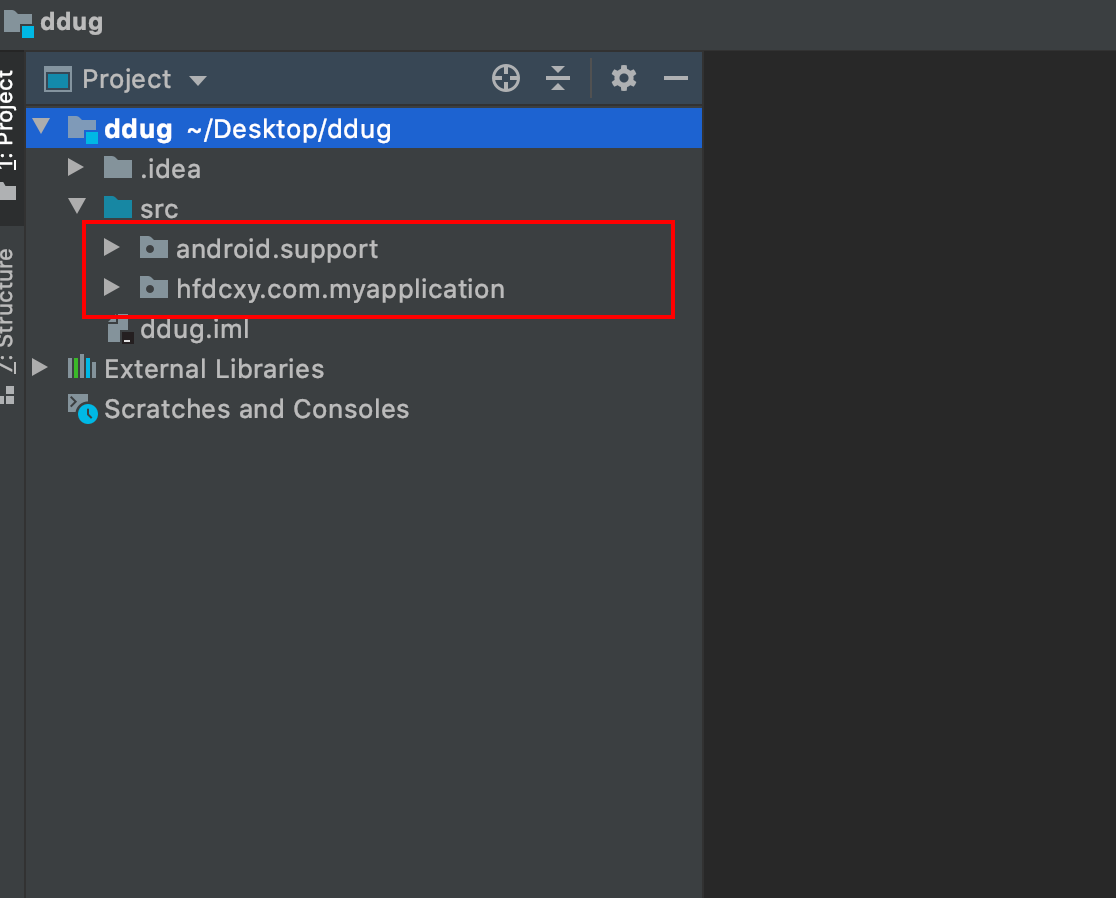 ddug
Project
ddug ~/Desktop/ddug
.idea
src
android.support
hfdcxy.com.myapplication
ddug.iml
External Libraries
Scratches and Consoles
1: Project
Z: Structure